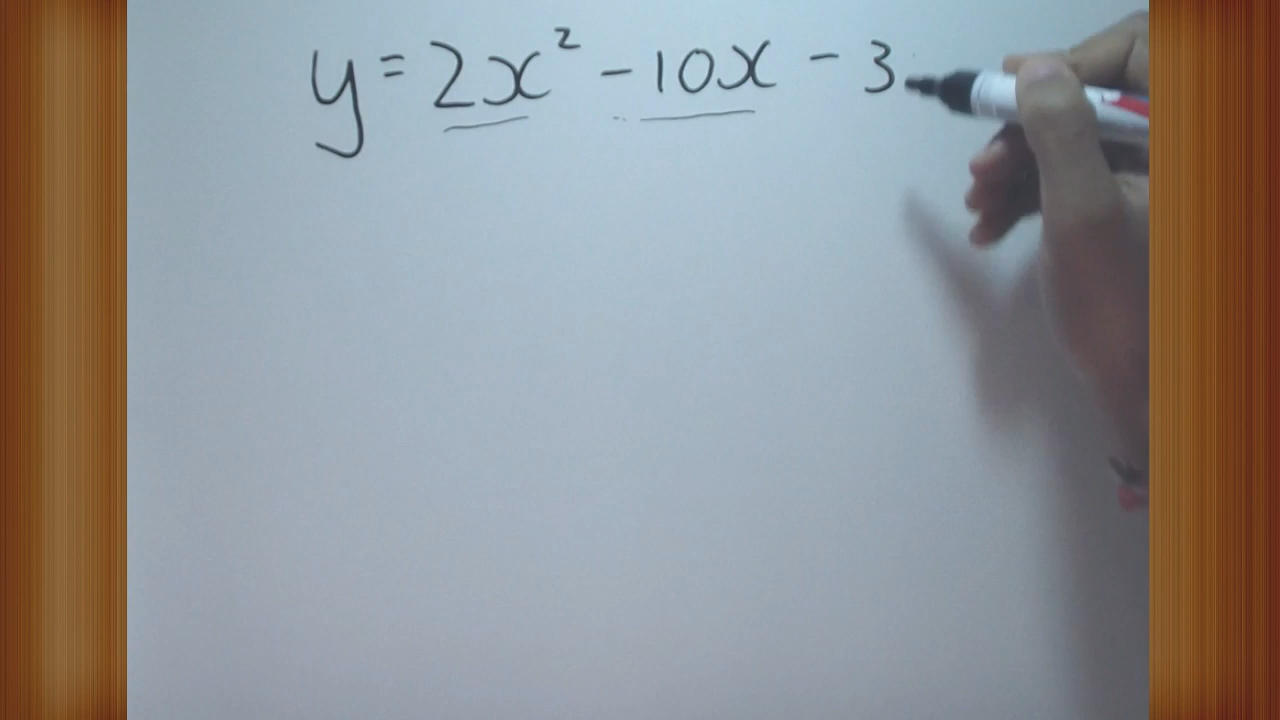 y = 2x² - 10x - 3